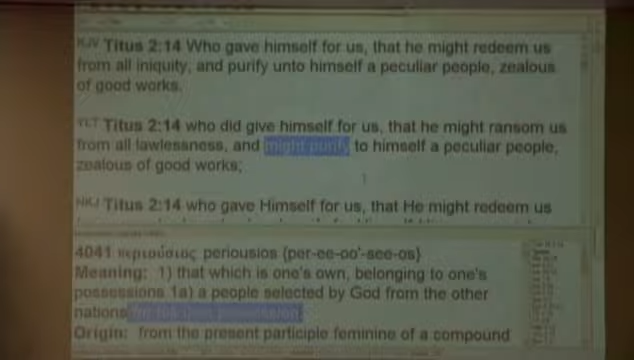 KJV Titus 2:14 Who gave himself for us, that he might redeem us
from all iniquity, and purify unto himself a peculiar people, zealous
of good works.
YLT Titus 2:14 who did give himself for us, that he might ransom us
from all lawlessness, and might purify to himself a peculiar people,
zealous of good works;
NKJ Titus 2:14 who gave Himself for us, that He might redeem us
4041 περιούσιος periousios {per-ee-oo'-see-os}
Meaning: 1) that which is one's own, belonging to one's
possessions 1a) a people selected by God from the other
nations for his own possession
Origin: from the present participle feminine of a compound